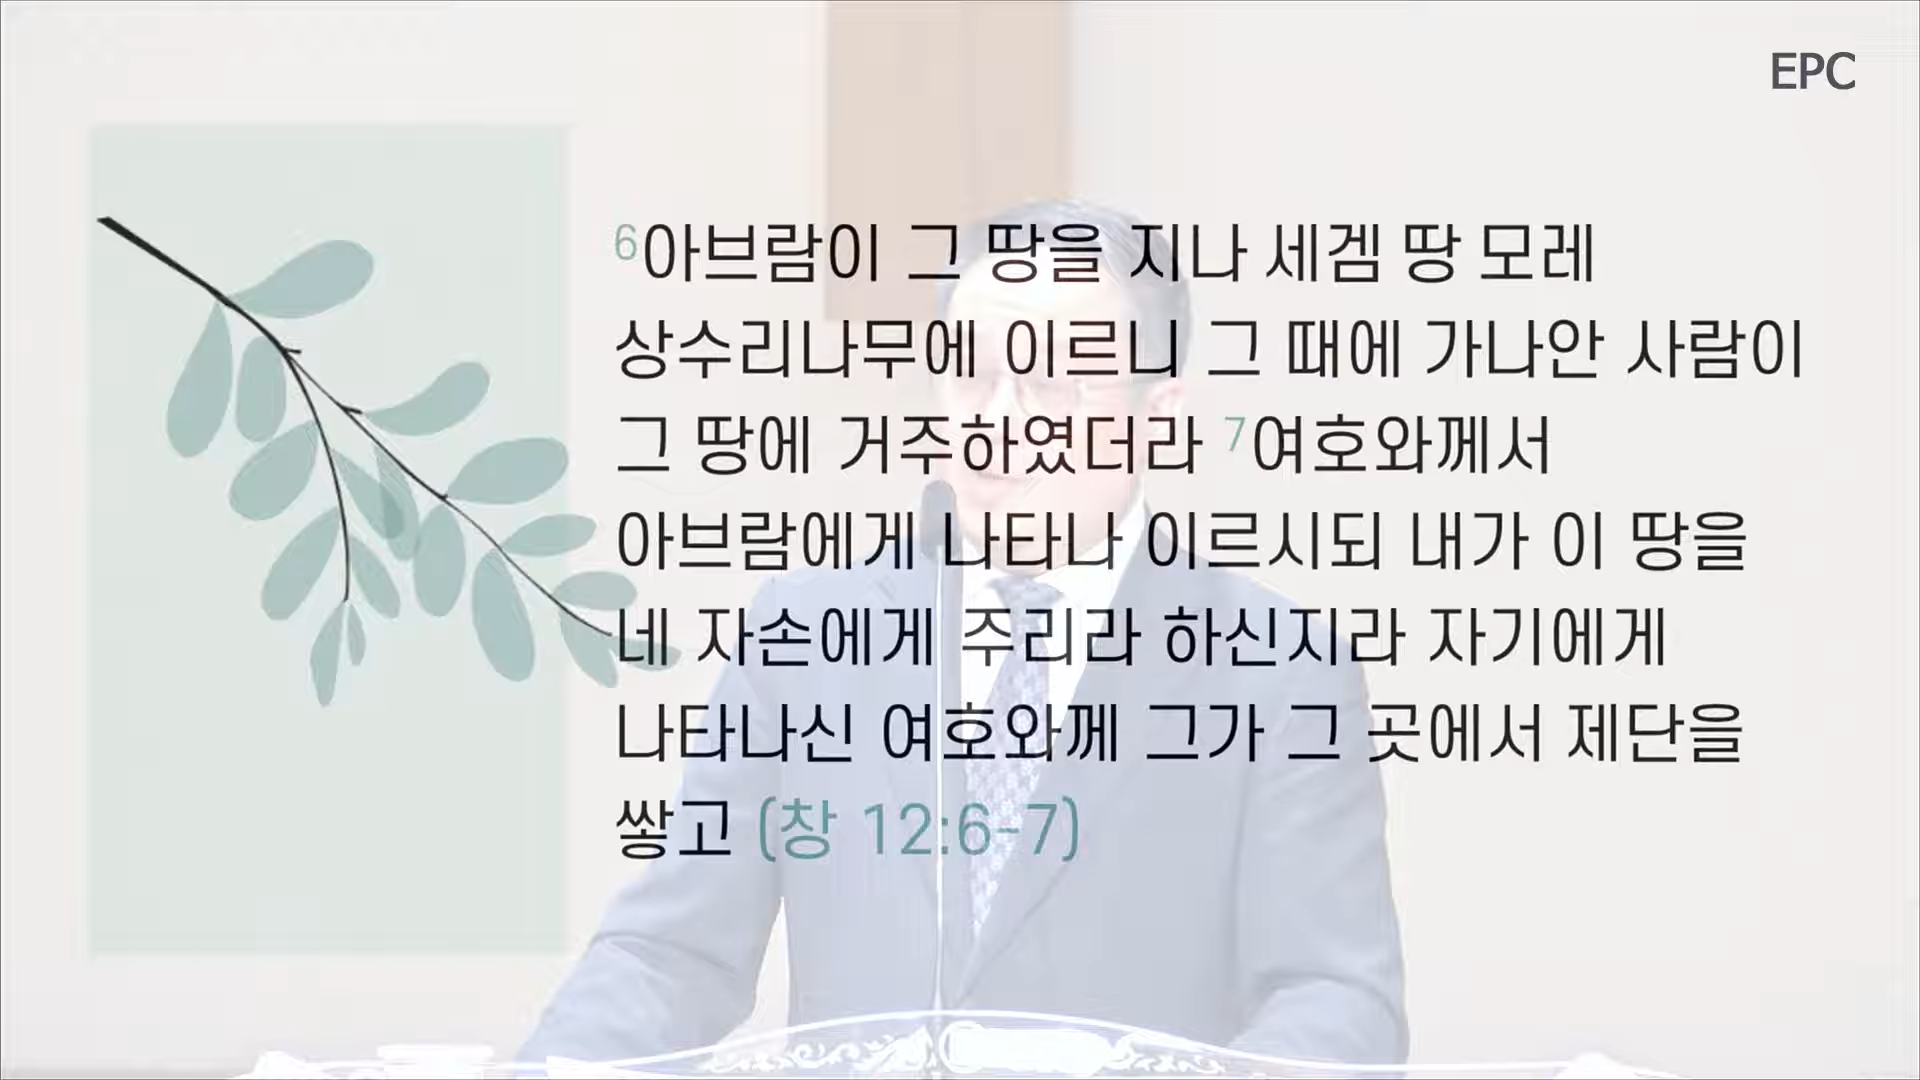 EPC
6아브람이 그 땅을 지나 세겜 땅 모레
상수리나무에 이르니 그 때에 가나안 사람이
그 땅에 거주하였더라 7여호와께서
아브람에게 나타나 이르시되 내가 이 땅을
네 자손에게 주리라 하신지라 자기에게
나타나신 여호와께 그가 그 곳에서 제단을
쌓고 (창 12:6-7)